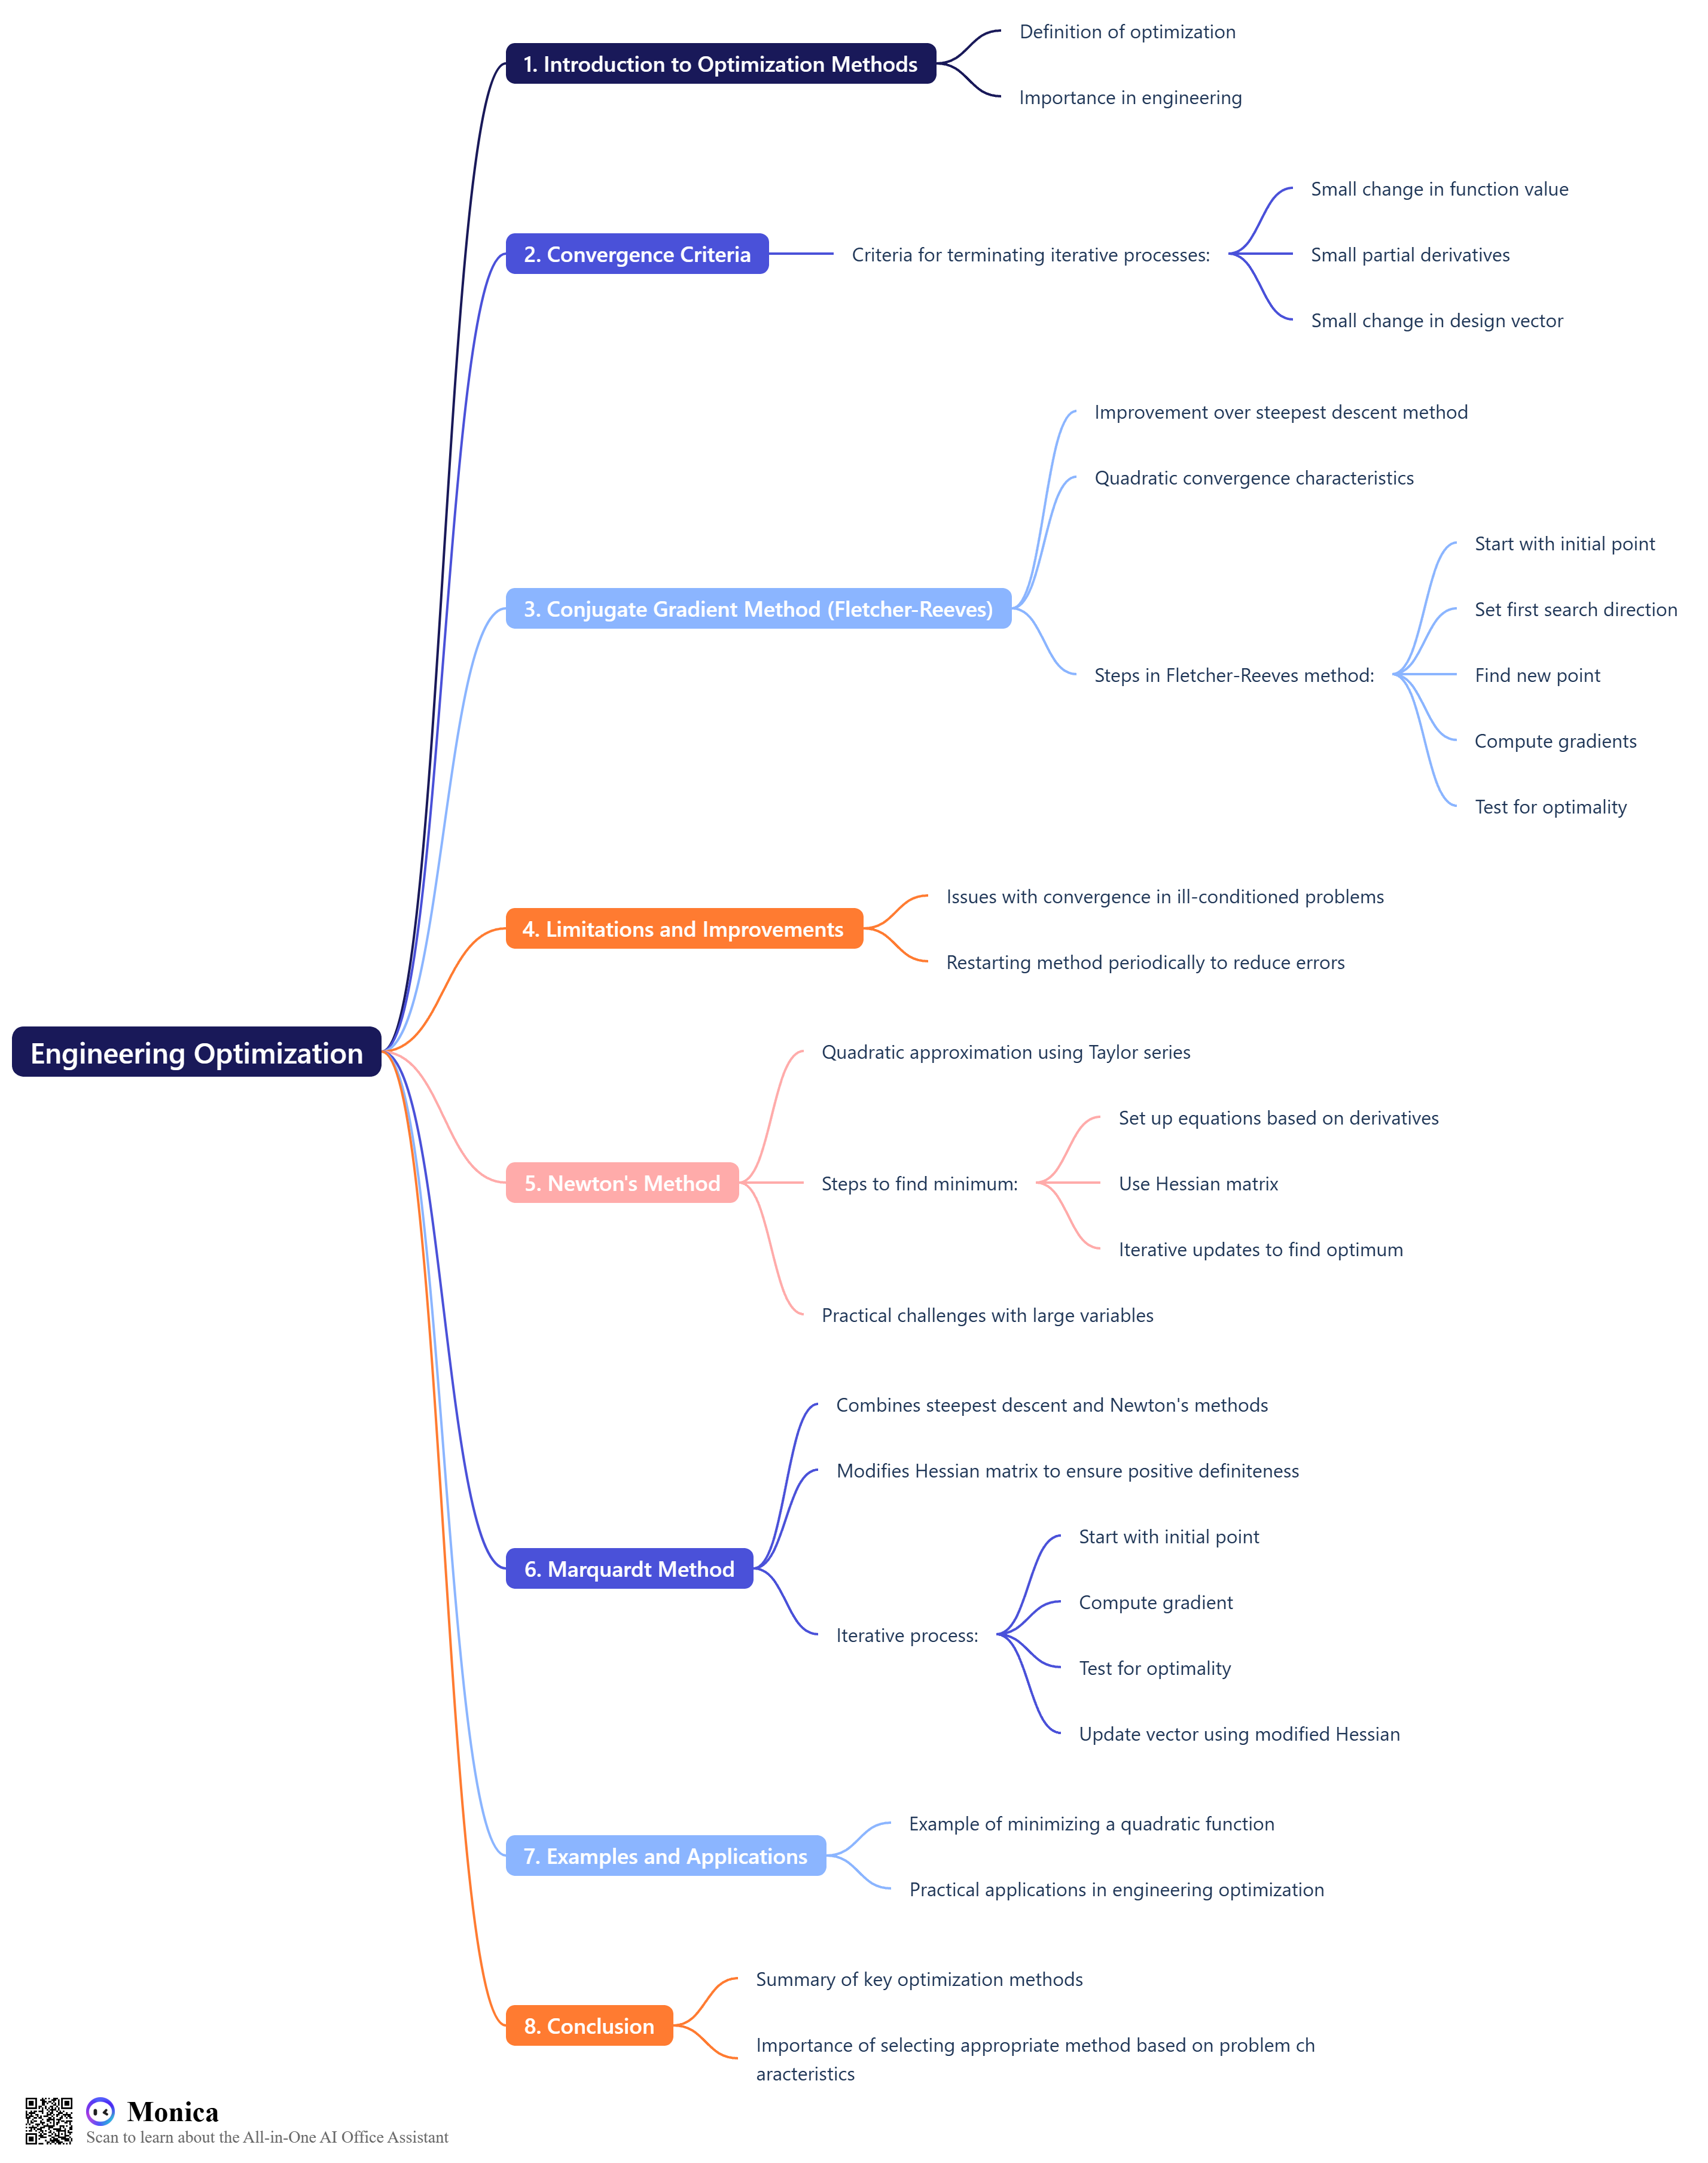 Engineering Optimization
1. Introduction to Optimization Methods
Definition of optimization
Importance in engineering
2. Convergence Criteria
Criteria for terminating iterative processes:
Small change in function value
Small partial derivatives
Small change in design vector
3. Conjugate Gradient Method (Fletcher-Reeves)
Improvement over steepest descent method
Quadratic convergence characteristics
Steps in Fletcher-Reeves method:
Start with initial point
Set first search direction
Find new point
Compute gradients
Test for optimality
4. Limitations and Improvements
Issues with convergence in ill-conditioned problems
Restarting method periodically to reduce errors
5. Newton's Method
Quadratic approximation using Taylor series
Steps to find minimum:
Set up equations based on derivatives
Use Hessian matrix
Iterative updates to find optimum
Practical challenges with large variables
6. Marquardt Method
Combines steepest descent and Newton's methods
Modifies Hessian matrix to ensure positive definiteness
Iterative process:
Start with initial point
Compute gradient
Test for optimality
Update vector using modified Hessian
7. Examples and Applications
Example of minimizing a quadratic function
Practical applications in engineering optimization
8. Conclusion
Summary of key optimization methods
Importance of selecting appropriate method based on problem ch
aracteristics
Monica
Scan to learn about the All-in-One AI Office Assistant